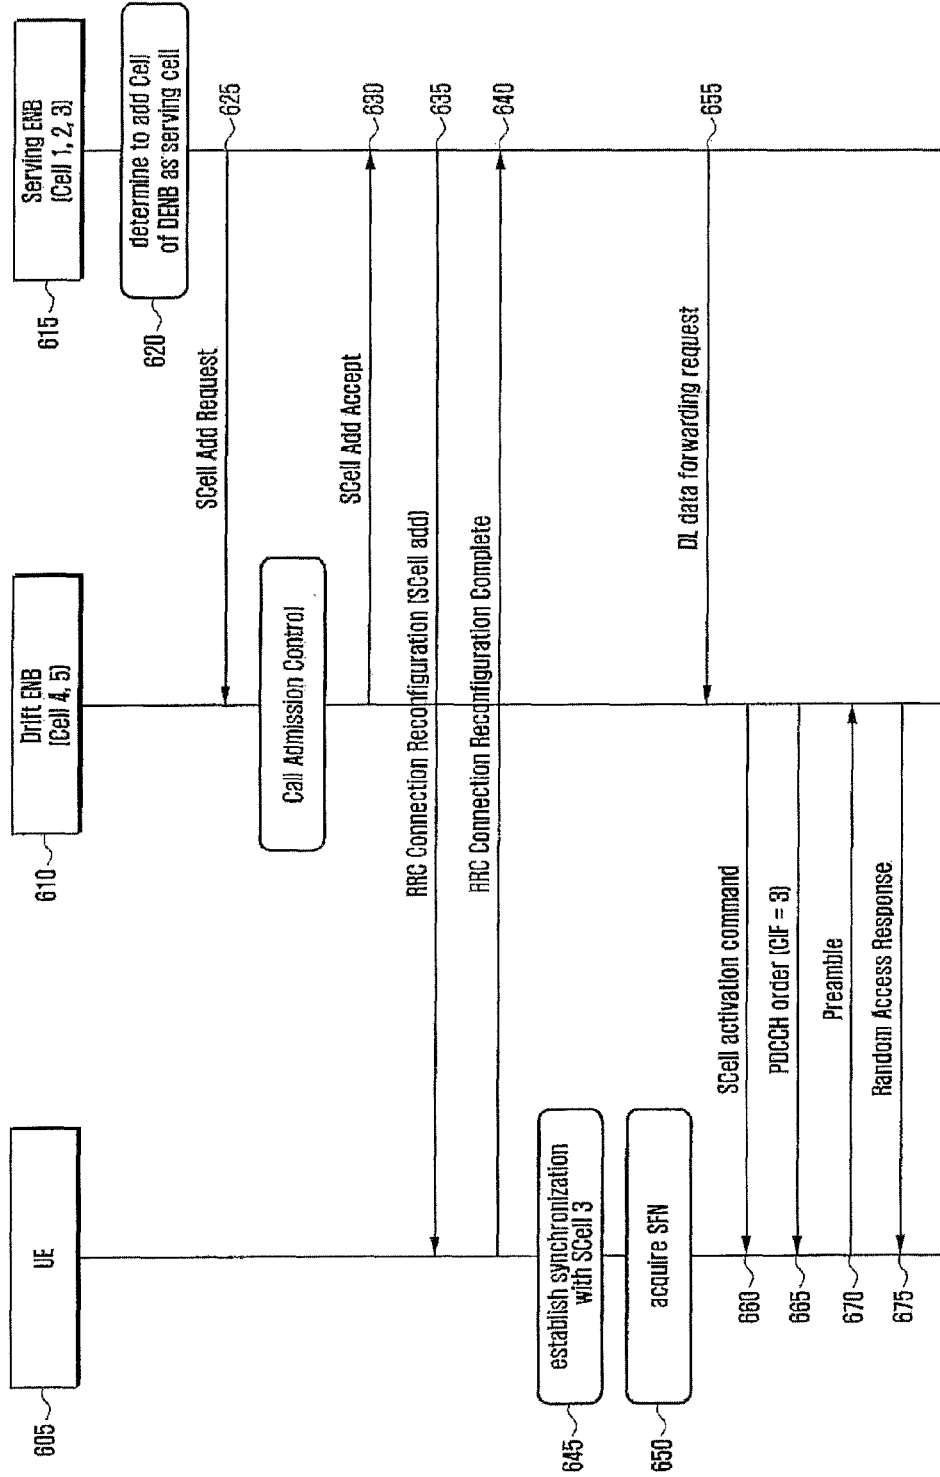 605
UE
610
Drift ENB
(Cell 4, 5)
615
Serving ENB
(Cell 1, 2, 3)
620
determine to add Cell
of DENB as serving cell
SCell Add Request
625
Call Admission Control
SCell Add Accept
630
RRC Connection Reconfiguration (SCell add)
635
RRC Connection Reconfiguration Complete
640
645
establish synchronization
with SCell 3
650
acquire SFN
DL data forwarding request
655
660
SCell activation command
665
PDCCH order (CIF = 3)
670
Preamble
675
Random Access Response